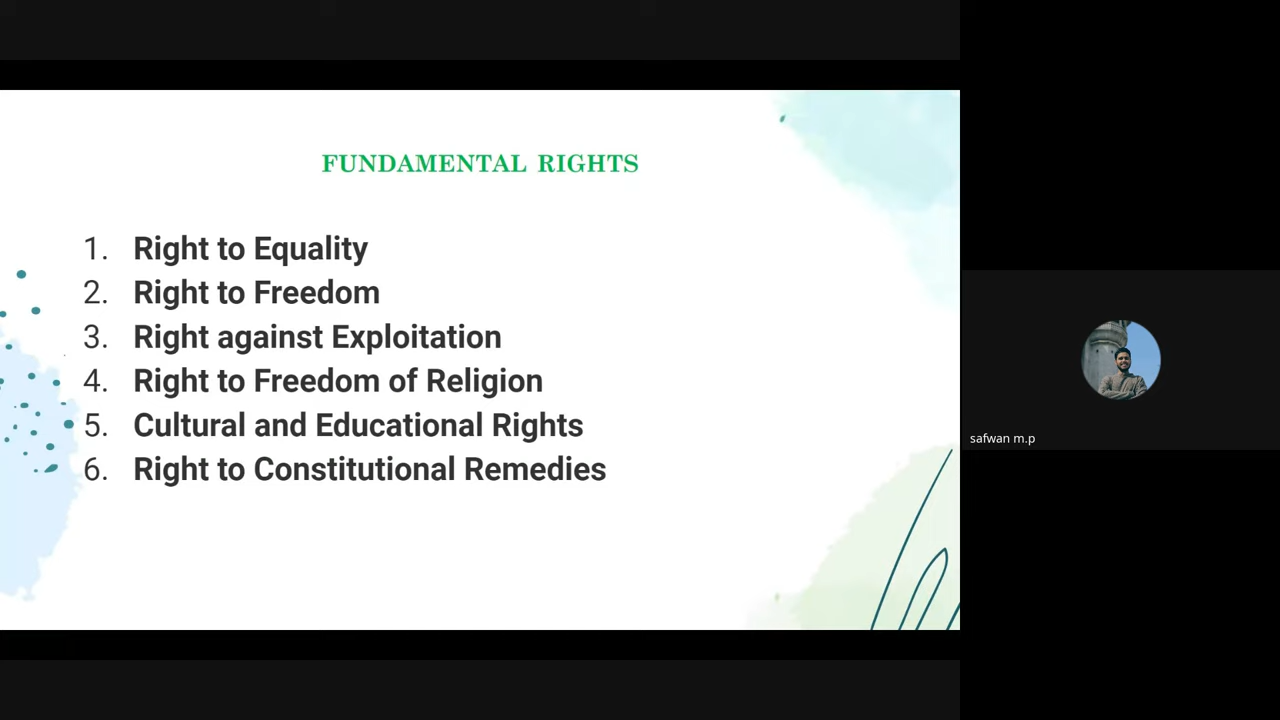 FUNDAMENTAL RIGHTS
1. Right to Equality
2. Right to Freedom
3. Right against Exploitation
4. Right to Freedom of Religion
5. Cultural and Educational Rights
6. Right to Constitutional Remedies
safwan m.p